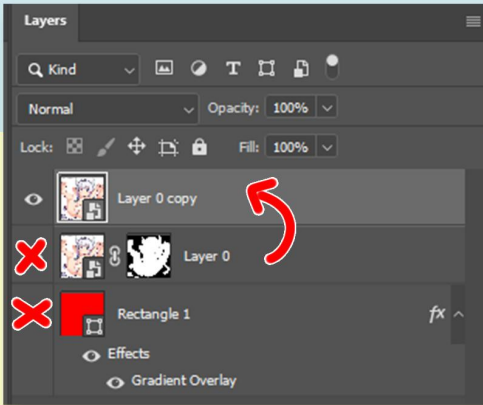 Layers
Kind
Normal Opacity: 100%
Lock: Fill: 100%
Layer 0 copy
Layer 0
Rectangle 1 fx
Effects
Gradient Overlay